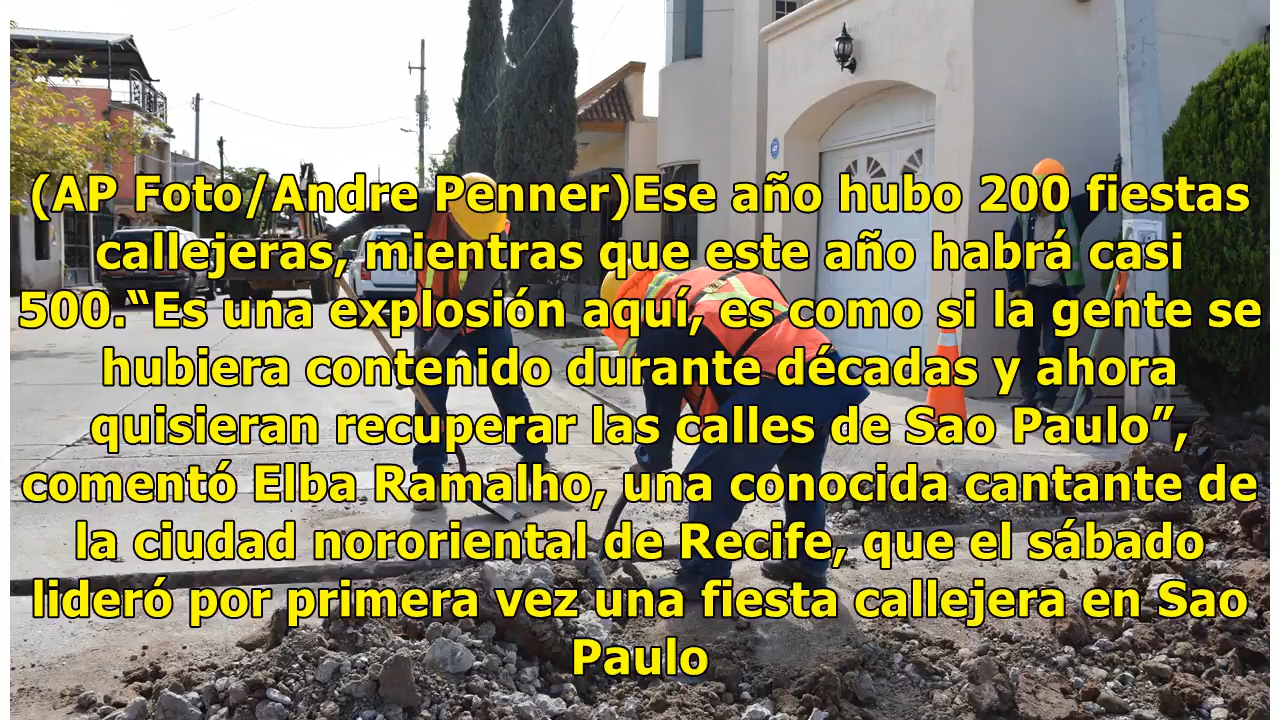 (AP Foto/Andre Penner)Ese año hubo 200 fiestas
callejeras, mientras que este año habrá casi
500.“Es una explosión aquí, es como si la gente se
hubiera contenido durante décadas y ahora
quisieran recuperar las calles de Sao Paulo”,
comentó Elba Ramalho, una conocida cantante de
la ciudad nororiental de Recife, que el sábado
lideró por primera vez una fiesta callejera en Sao
Paulo